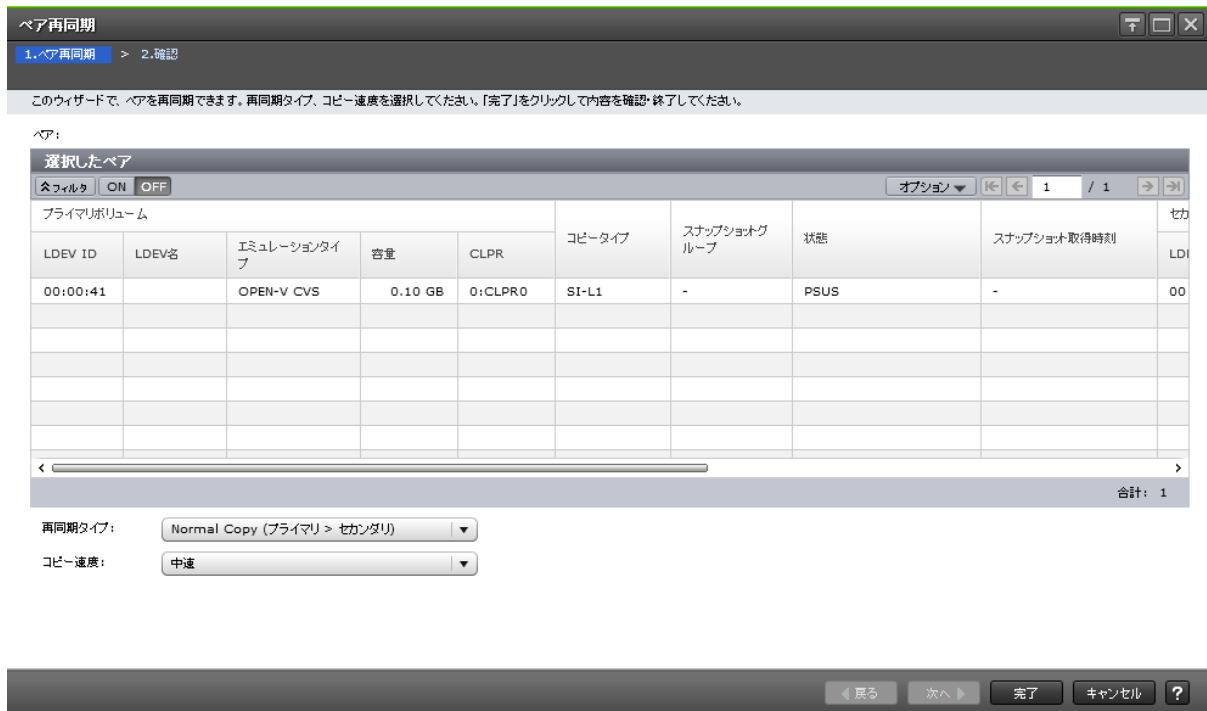 ペア再同期
1.ペア再同期 > 2.確認
このウィザードで、ペアを再同期できます。再同期タイプ、コピー速度を選択してください。「完了」をクリックして内容を確認・終了してください。
ペア:
選択したペア
フィルタ ON OFF オプション 1 / 1
プライマリボリューム コピータイプ スナップショットグループ 状態 スナップショット取得時刻 セカ
LDEV ID LDEV名 エミュレーションタイプ 容量 CLPR LDI
00:00:41 OPEN-V CVS 0.10 GB 0:CLPR0 SI-L1 - PSUS - 00
合計: 1
再同期タイプ: Normal Copy (プライマリ > セカンダリ)
コピー速度: 中速
戻る 次へ 完了 キャンセル ?